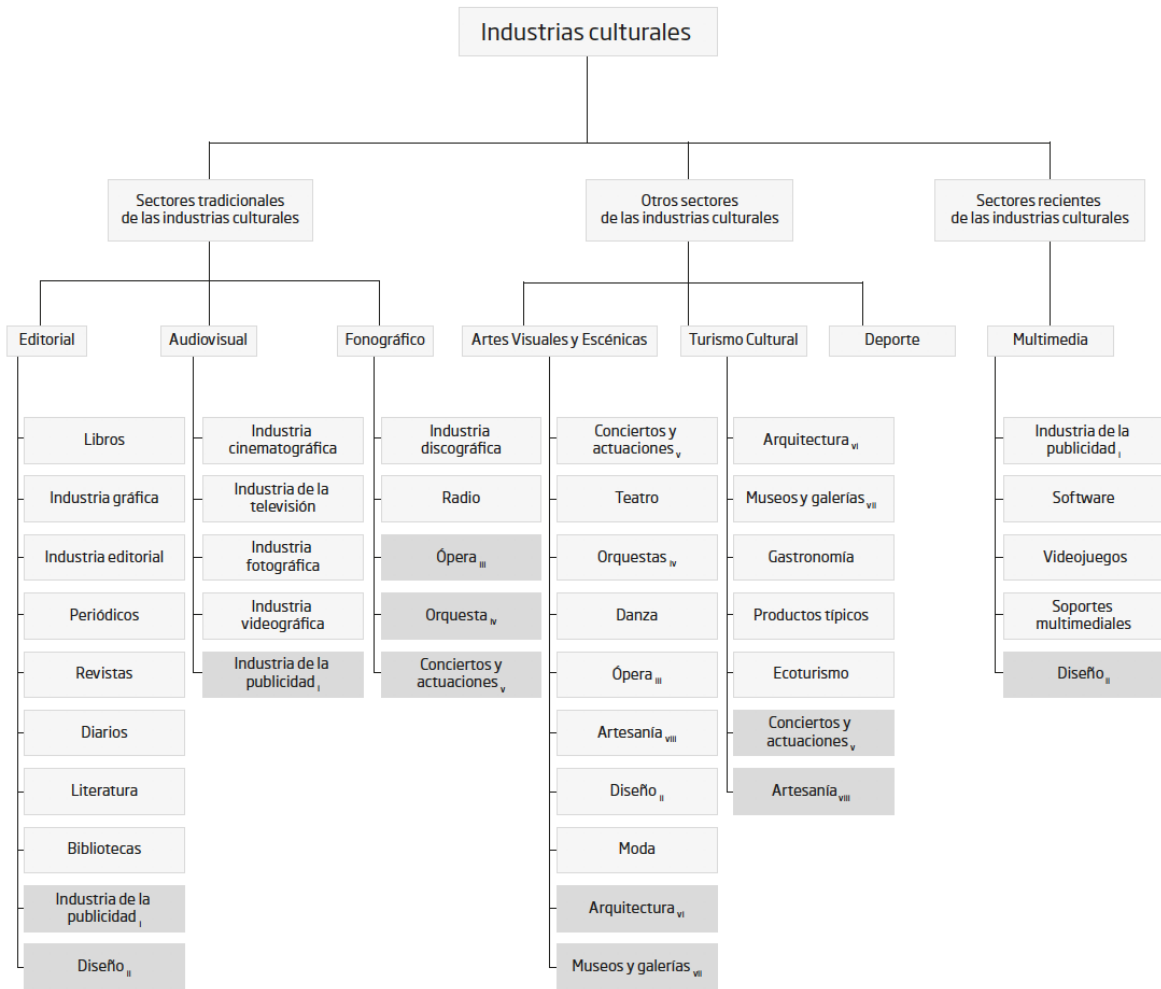 Industrias culturales
Sectores tradicionales
de las industrias culturales
Otros sectores
de las industrias culturales
Sectores recientes
de las industrias culturales
Editorial
Audiovisual
Fonográfico
Artes Visuales y Escénicas
Turismo Cultural
Deporte
Multimedia
Libros
Industria gráfica
Industria editorial
Periódicos
Revistas
Diarios
Literatura
Bibliotecas
Industria de la
publicidad I
Diseño II
Industria
cinematográfica
Industria de la
televisión
Industria
fotográfica
Industria
videográfica
Industria de la
publicidad I
Industria
discográfica
Radio
Ópera III
Orquesta IV
Conciertos y
actuaciones V
Conciertos y
actuaciones V
Teatro
Orquestas IV
Danza
Ópera III
Artesanía VIII
Diseño II
Moda
Arquitectura VI
Museos y galerías VII
Arquitectura VI
Museos y galerías VII
Gastronomía
Productos típicos
Ecoturismo
Conciertos y
actuaciones V
Artesanía VIII
Industria de la
publicidad I
Software
Videojuegos
Soportes
multimediales
Diseño II